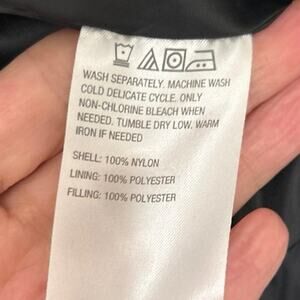 WASH SEPARATELY. MACHINE WASH
COLD DELICATE CYCLE. ONLY
NON-CHLORINE BLEACH WHEN
NEEDED. TUMBLE DRY LOW. WARM
IRON IF NEEDED
SHELL: 100% NYLON
LINING: 100% POLYESTER
FILLING: 100% POLYESTER